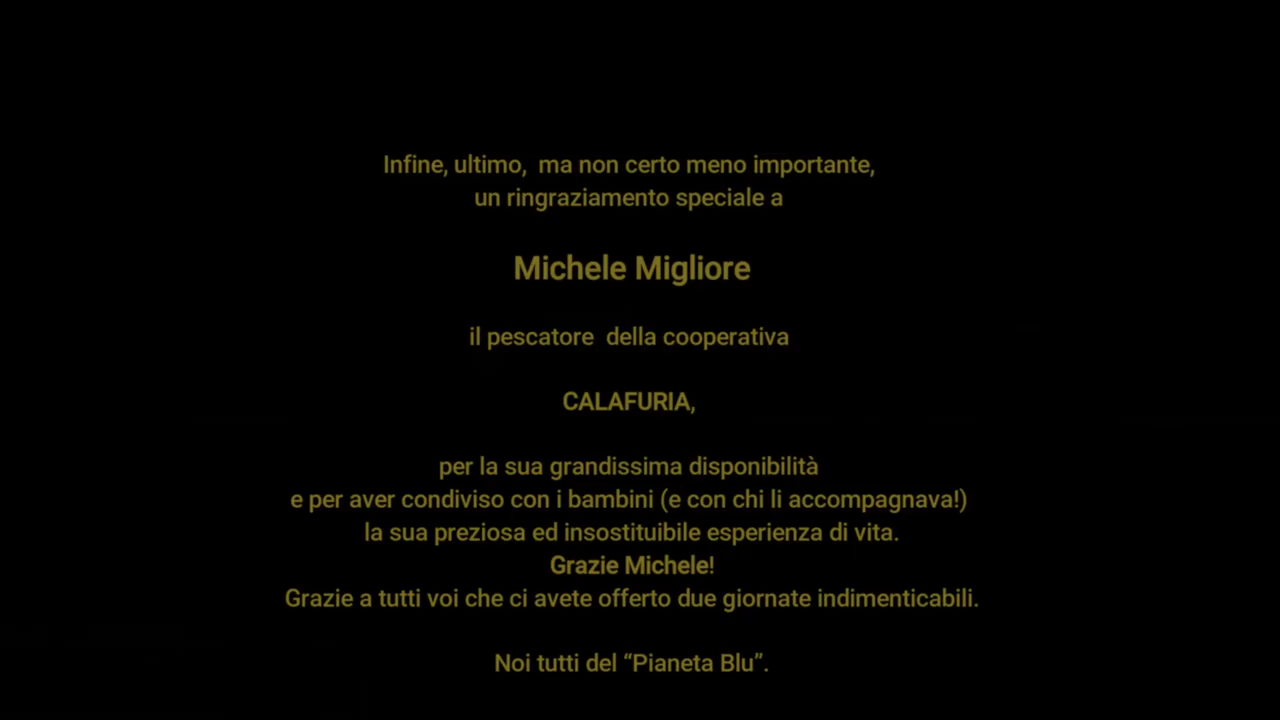 Infine, ultimo,  ma non certo meno importante,
un ringraziamento speciale a
Michele Migliore
il pescatore  della cooperativa
CALAFURIA,
per la sua grandissima disponibilità
e per aver condiviso con i bambini (e con chi li accompagnava!)
la sua preziosa ed insostituibile esperienza di vita.
Grazie Michele!
Grazie a tutti voi che ci avete offerto due giornate indimenticabili.
Noi tutti del “Pianeta Blu”.